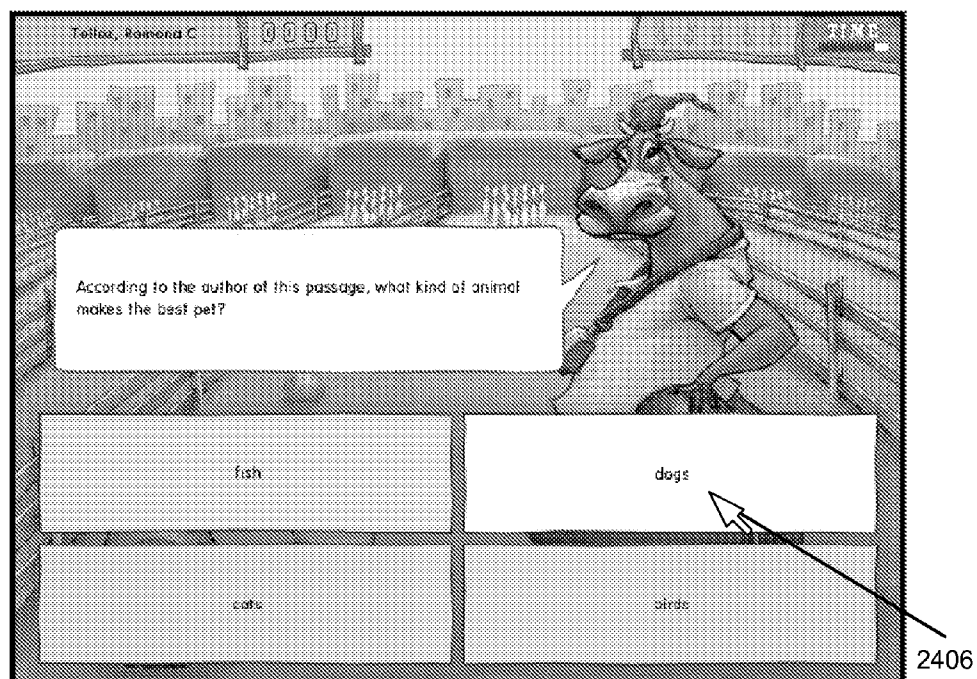 Tellez, Ramona C
0000
TIME
According to the author of this passage, what kind of animal
makes the best pet?
fish
dogs
cats
birds
2406